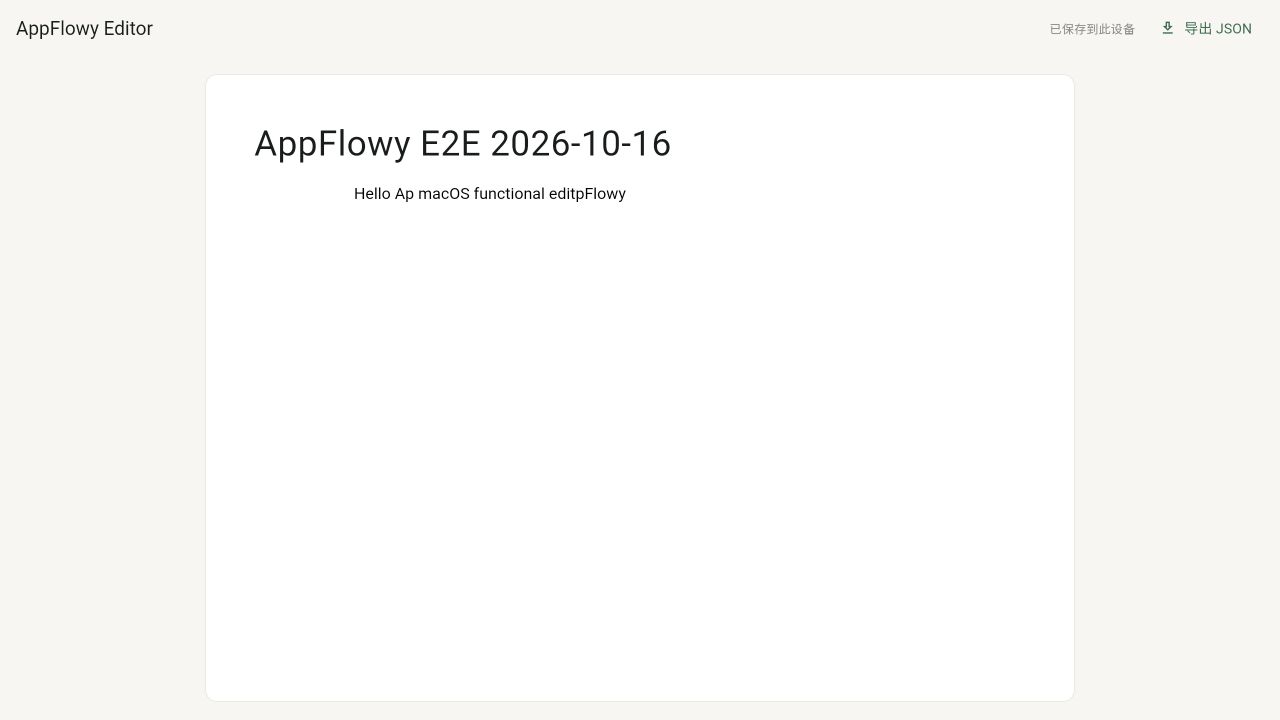 AppFlowy Editor
已保存到此设备
导出 JSON
AppFlowy E2E 2026-10-16
Hello Ap macOS functional editpFlowy